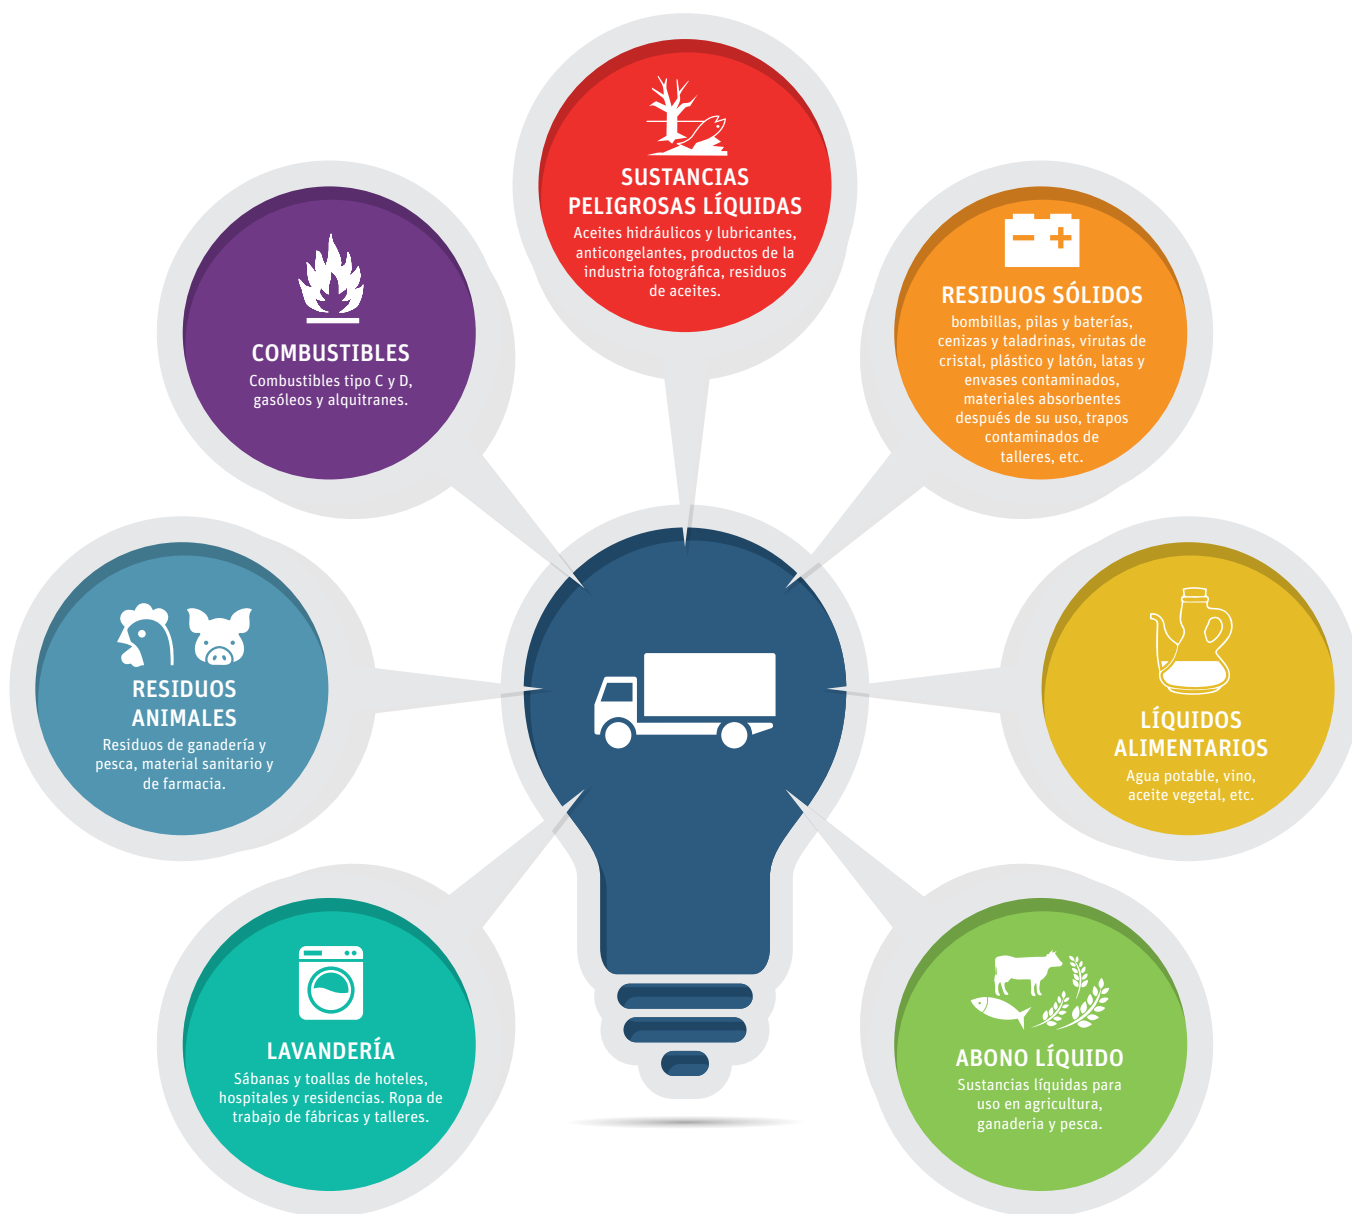 SUSTANCIAS
PELIGROSAS LÍQUIDAS
Aceites hidráulicos y lubricantes,
anticongelantes, productos de la
industria fotográfica, residuos
de aceites.
COMBUSTIBLES
Combustibles tipo C y D,
gasóleos y alquitranes.
RESIDUOS SÓLIDOS
bombillas, pilas y baterías,
cenizas y taladrinas, virutas de
cristal, plástico y latón, latas y
envases contaminados,
materiales absorbentes
después de su uso, trapos
contaminados de
talleres, etc.
RESIDUOS
ANIMALES
Residuos de ganadería y
pesca, material sanitario y
de farmacia.
LÍQUIDOS
ALIMENTARIOS
Agua potable, vino,
aceite vegetal, etc.
LAVANDERÍA
Sábanas y toallas de hoteles,
hospitales y residencias. Ropa de
trabajo de fábricas y talleres.
ABONO LÍQUIDO
Sustancias líquidas para
uso en agricultura,
ganaderia y pesca.